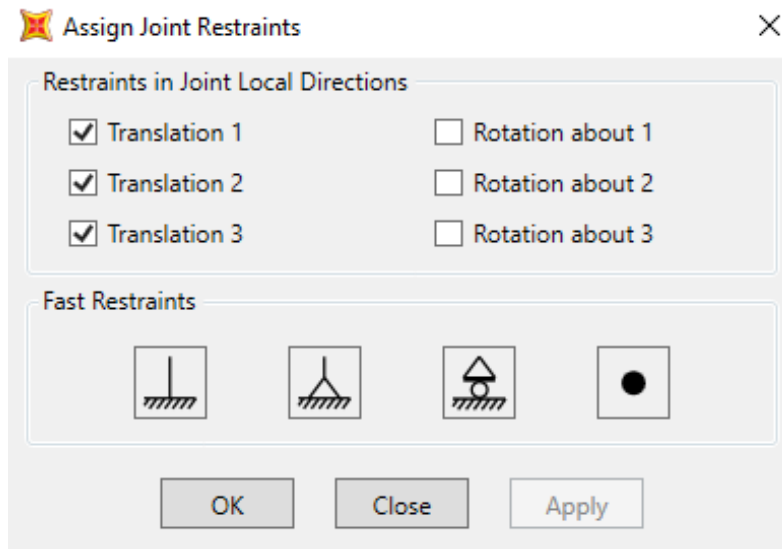 Assign Joint Restraints
Restraints in Joint Local Directions
Translation 1 Rotation about 1
Translation 2 Rotation about 2
Translation 3 Rotation about 3
Fast Restraints
OK Close Apply